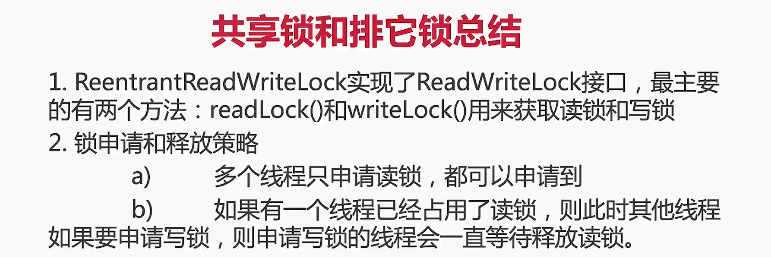 共享锁和排它锁总结
1. ReentrantReadWriteLock实现了ReadWriteLock接口，最主要
的有两个方法：readLock()和writeLock()用来获取读锁和写锁
2. 锁申请和释放策略
a) 多个线程只申请读锁，都可以申请到
b) 如果有一个线程已经占用了读锁，则此时其他线程
如果要申请写锁，则申请写锁的线程会一直等待释放读锁。